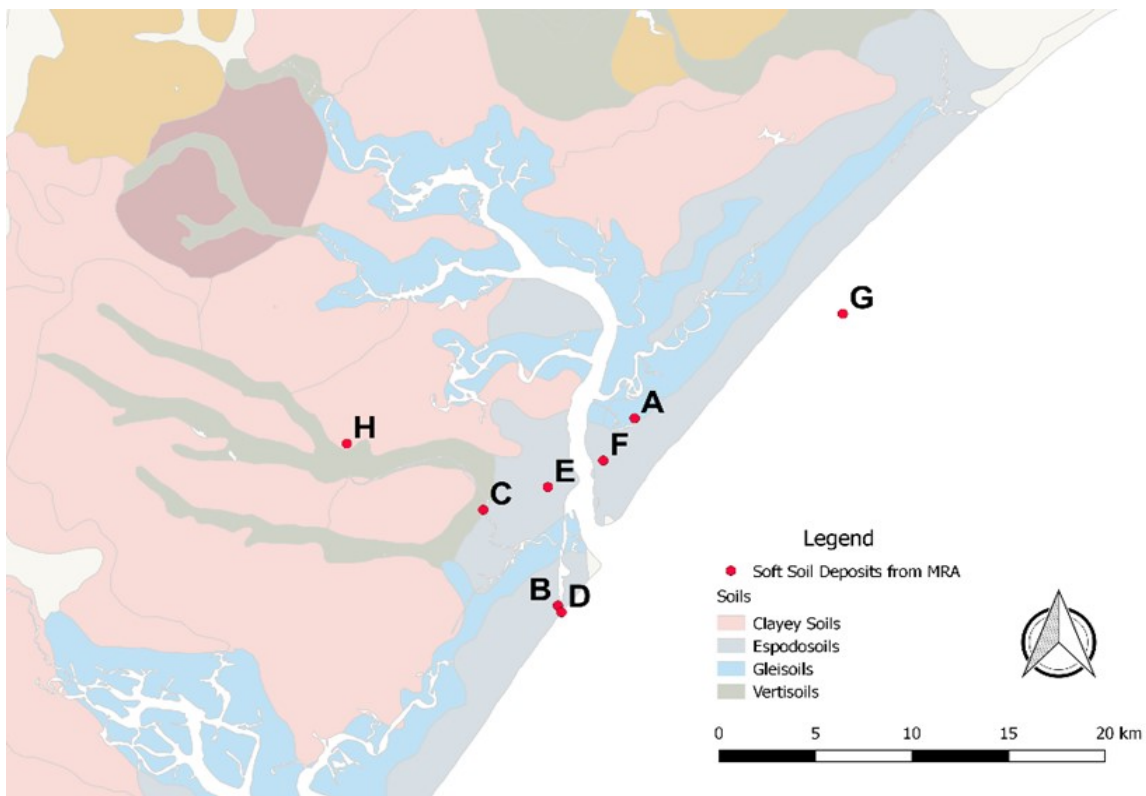 G
A
H
F
E
C
B D
Legend
Soft Soil Deposits from MRA
Soils
Clayey Soils
Espodosoils
Gleisoils
Vertisoils
0 5 10 15 20 km